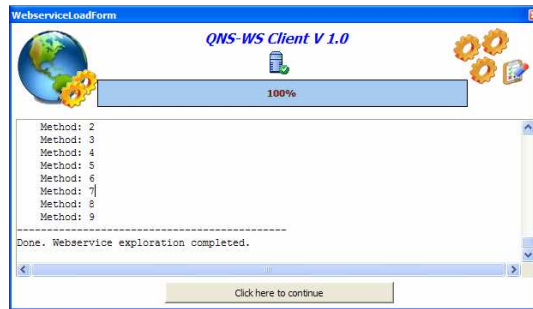 WebserviceLoadForm
QNS-WS Client V 1.0
100%
Method: 2
Method: 3
Method: 4
Method: 5
Method: 6
Method: 7
Method: 8
Method: 9
---------------------------------------------
Done. Webservice exploration completed.
Click here to continue